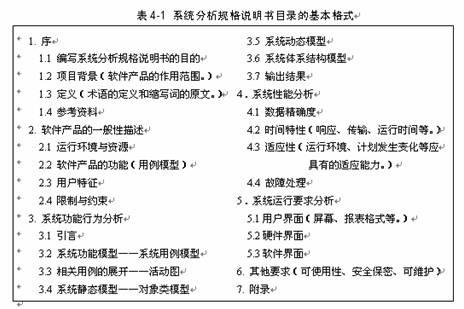 表 4-1 系统分析规格说明书目录的基本格式
1. 序
1.1 编写系统分析规格说明书的目的
1.2 项目背景(软件产品的作用范围。)
1.3 定义(术语的定义和缩写词的原文。)
1.4 参考资料
2. 软件产品的一般性描述
2.1 运行环境与资源
2.2 软件产品的功能(用例模型)
2.3 用户特征
2.4 限制与约束
3. 系统功能行为分析
3.1 引言
3.2 系统功能模型——系统用例模型
3.3 相关用例的展开——活动图
3.4 系统静态模型——对象类模型
3.5 系统动态模型
3.6 系统体系结构模型
3.7 输出结果
4. 系统性能分析
4.1 数据精确度
4.2 时间特性(响应、传输、运行时间等。)
4.3 适应性(运行环境、计划发生变化等应
具有的适应能力。)
4.4 故障处理
5. 系统运行要求分析
5.1用户界面(屏幕、报表格式等。)
5.2硬件界面
5.3软件界面
6. 其他要求(可使用性、安全保密、可维护)
7. 附录